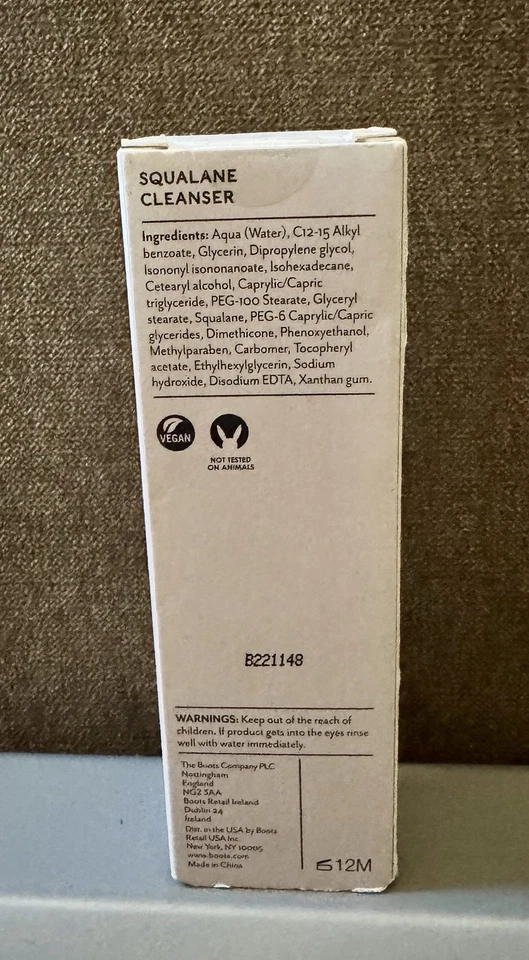 SQUALANE
CLEANSER
Ingredients: Aqua (Water), C12-15 Alkyl
benzoate, Glycerin, Dipropylene glycol,
Isononyl isononanoate, Isohexadecane,
Cetearyl alcohol, Caprylic/Capric
triglyceride, PEG-100 Stearate, Glyceryl
stearate, Squalane, PEG-6 Caprylic/Capric
glycerides, Dimethicone, Phenoxyethanol,
Methylparaben, Carbomer, Tocopheryl
acetate, Ethylhexylglycerin, Sodium
hydroxide, Disodium EDTA, Xanthan gum.
VEGAN
NOT TESTED
ON ANIMALS
B221148
WARNINGS: Keep out of the reach of
children. If product gets into the eyes rinse
well with water immediately.
The Boots Company PLC
Nottingham
England
NG2 3AA
Boots Retail Ireland
Dublin 24
Ireland
Dist. in the USA by Boots
Retail USA Inc.
New York, NY 10005
www.boots.com
Made in China
12M